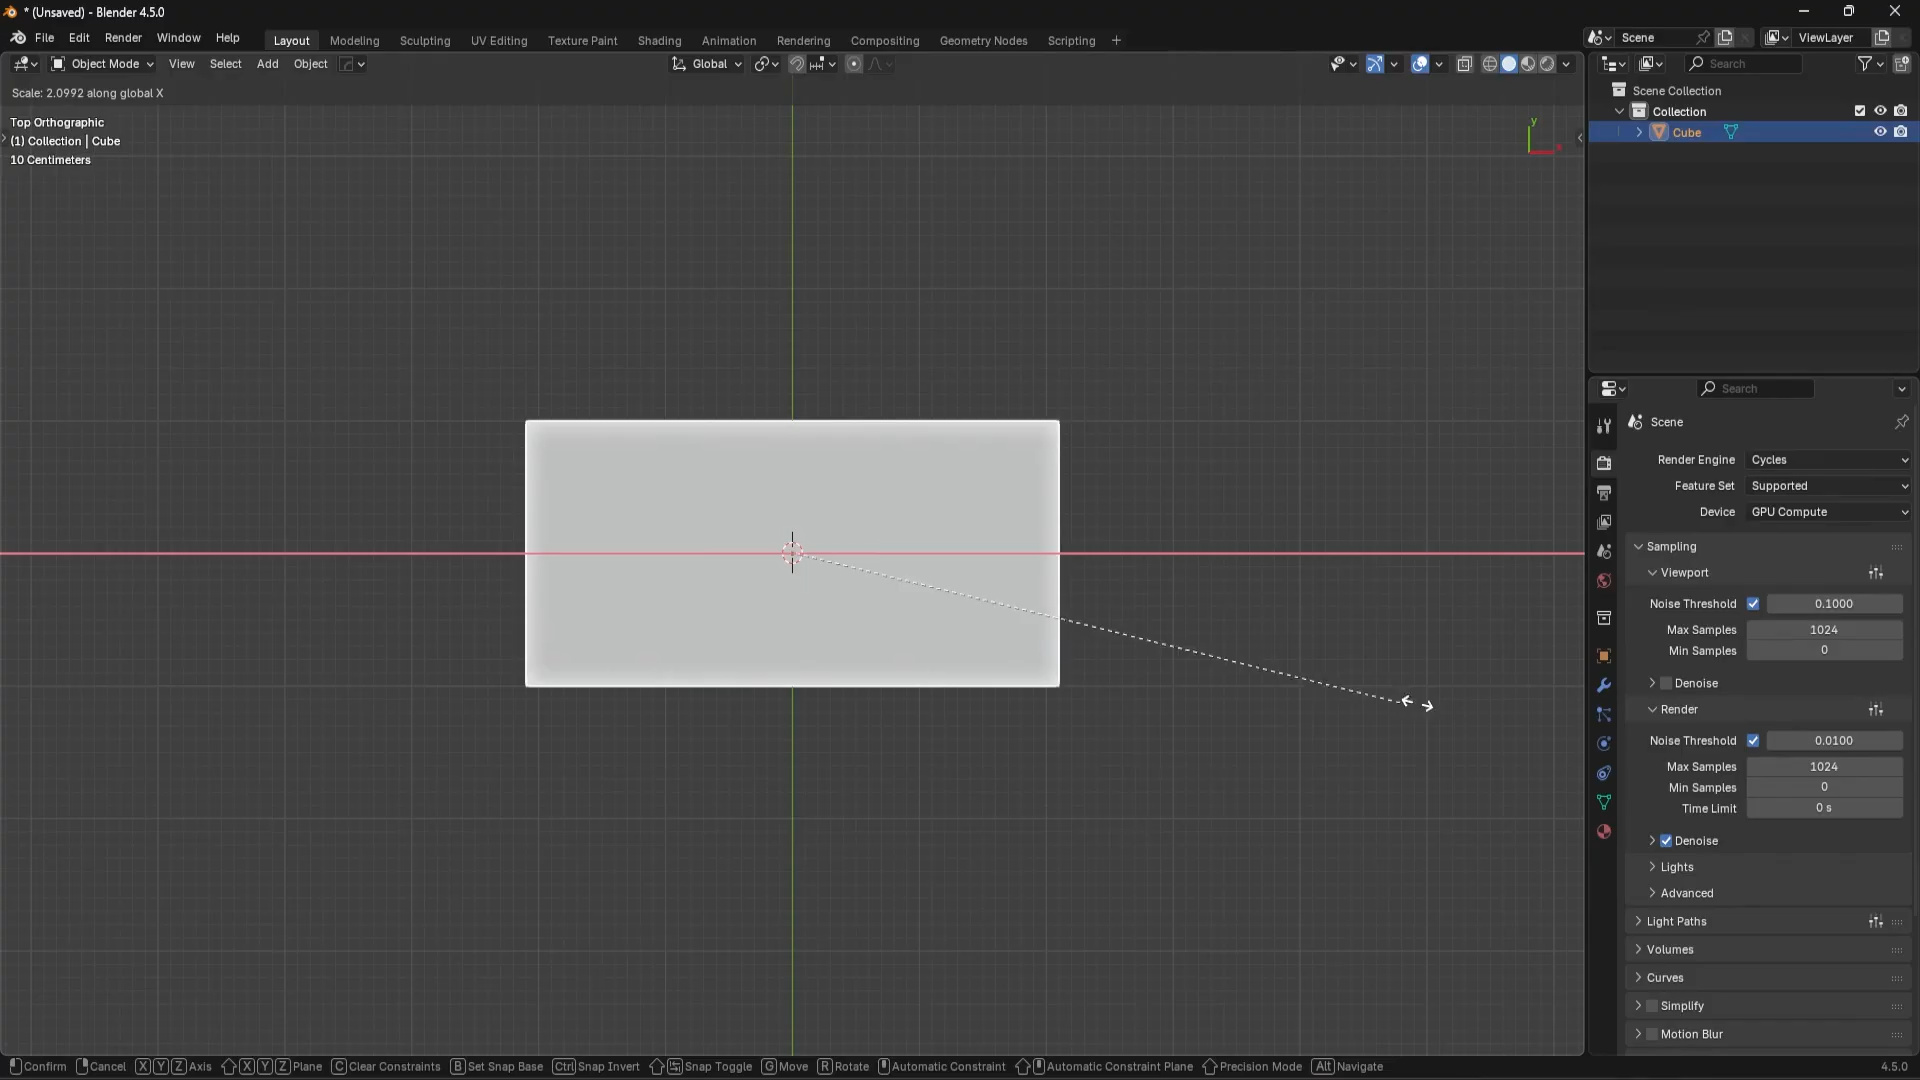 * (Unsaved) - Blender 4.5.0
File Edit Render Window Help Layout Modeling Sculpting UV Editing Texture Paint Shading Animation Rendering Compositing Geometry Nodes Scripting +
Scene ViewLayer
Object Mode View Select Add Object Global
Search
Scale: 2.0992 along global X
Scene Collection
Collection
Cube
Top Orthographic
(1) Collection | Cube
10 Centimeters
y
x
Search
Scene
Render Engine Cycles
Feature Set Supported
Device GPU Compute
Sampling
Viewport
Noise Threshold 0.1000
Max Samples 1024
Min Samples 0
Denoise
Render
Noise Threshold 0.0100
Max Samples 1024
Min Samples 0
Time Limit 0 s
Denoise
Lights
Advanced
Light Paths
Volumes
Curves
Simplify
Motion Blur
Confirm Cancel X Y Z Axis X Y Z Plane C Clear Constraints B Set Snap Base Ctrl Snap Invert Snap Toggle G Move R Rotate Automatic Constraint Automatic Constraint Plane Precision Mode Alt Navigate 4.5.0